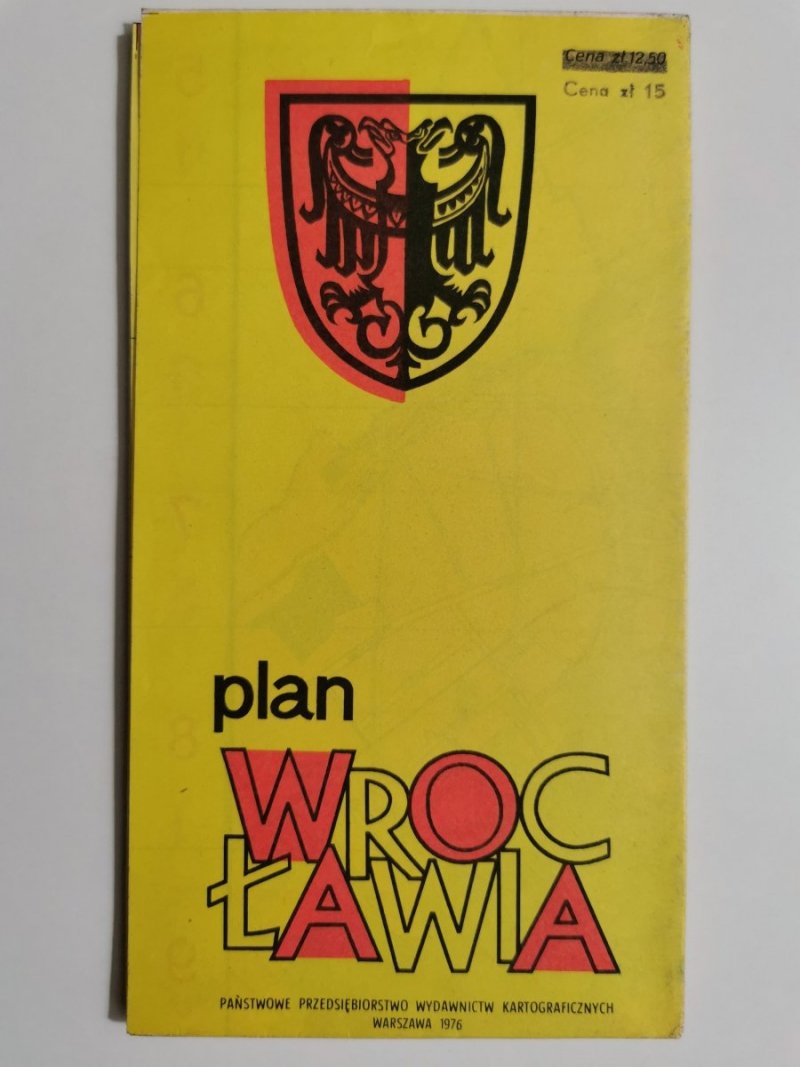 Cena zł 12,50
Cena zł 15
plan
WROC
ŁAWIA
PAŃSTWOWE PRZEDSIĘBIORSTWO WYDAWNICTW KARTOGRAFICZNYCH
WARSZAWA 1976